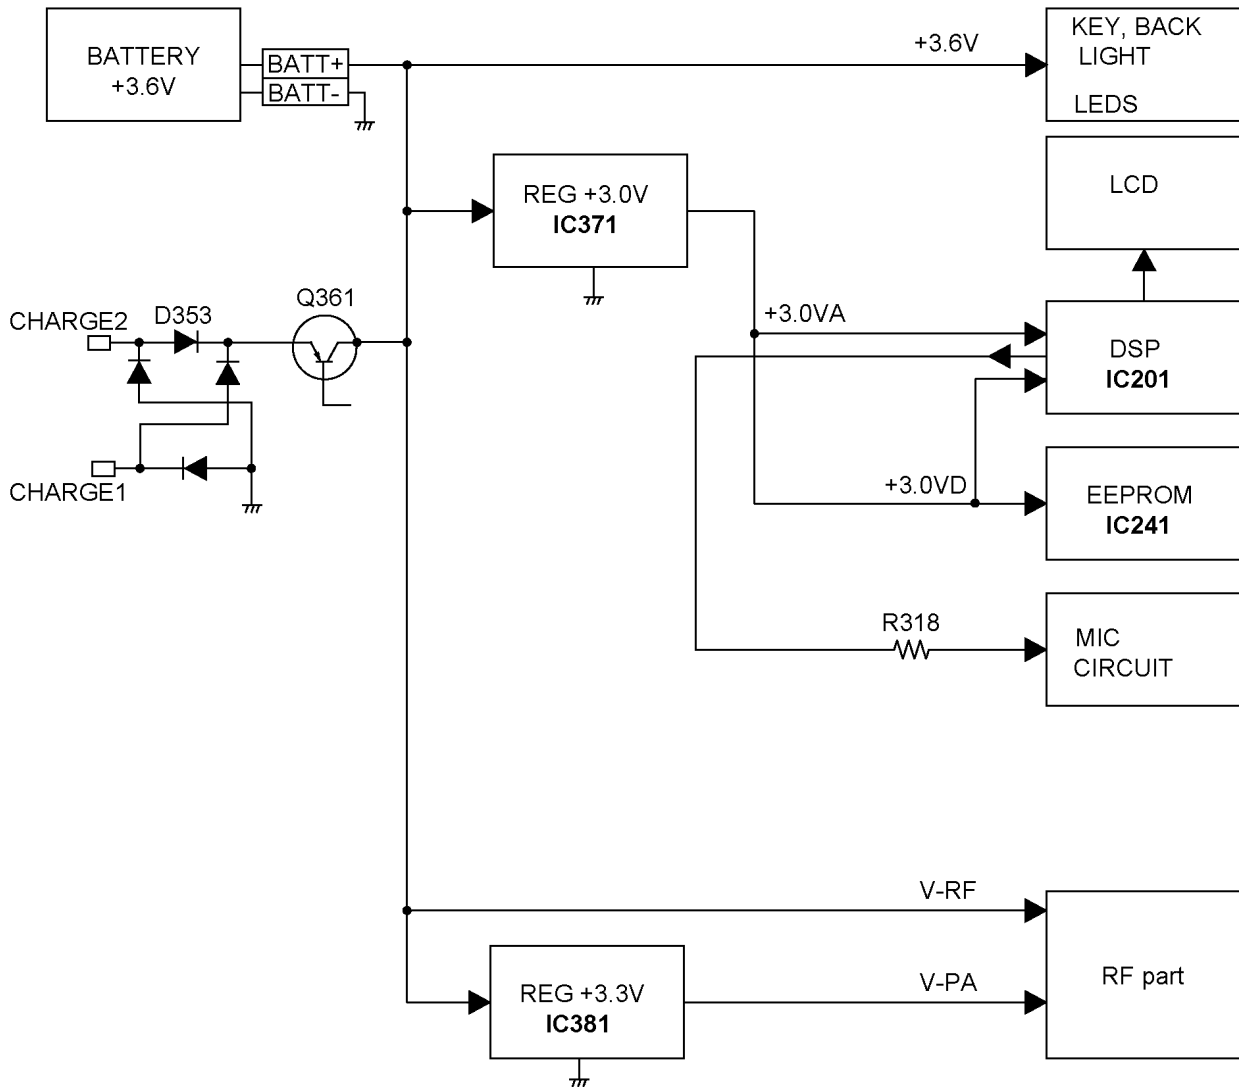 BATTERY
+3.6V
BATT+
BATT-
+3.6V
KEY, BACK
LIGHT
LEDS
LCD
REG +3.0V
IC371
CHARGE2
D353
Q361
CHARGE1
+3.0VA
DSP
IC201
+3.0VD
EEPROM
IC241
R318
MIC
CIRCUIT
V-RF
REG +3.3V
IC381
V-PA
RF part